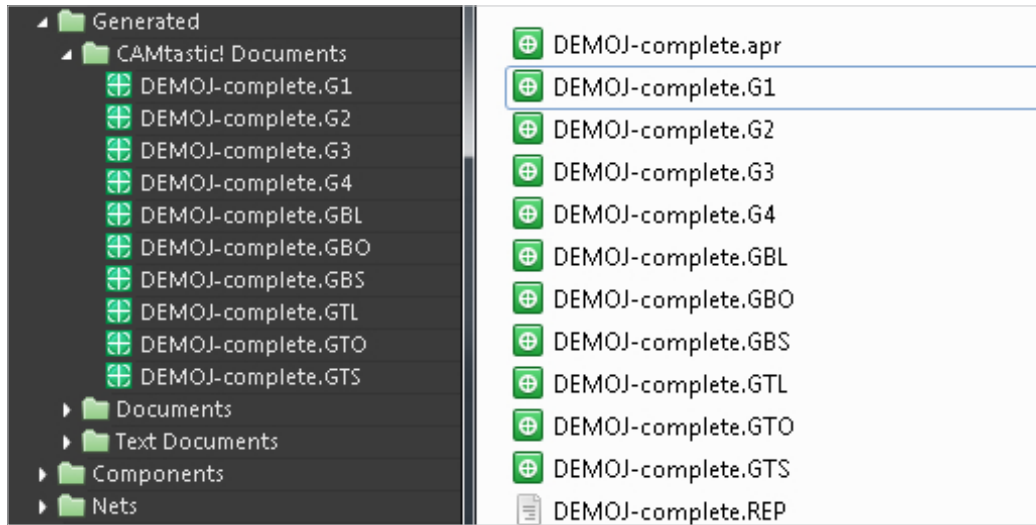 Generated
CAMtastic! Documents
DEMOJ-complete.G1
DEMOJ-complete.G2
DEMOJ-complete.G3
DEMOJ-complete.G4
DEMOJ-complete.GBL
DEMOJ-complete.GBO
DEMOJ-complete.GBS
DEMOJ-complete.GTL
DEMOJ-complete.GTO
DEMOJ-complete.GTS
Documents
Text Documents
Components
Nets
DEMOJ-complete.apr
DEMOJ-complete.G1
DEMOJ-complete.G2
DEMOJ-complete.G3
DEMOJ-complete.G4
DEMOJ-complete.GBL
DEMOJ-complete.GBO
DEMOJ-complete.GBS
DEMOJ-complete.GTL
DEMOJ-complete.GTO
DEMOJ-complete.GTS
DEMOJ-complete.REP